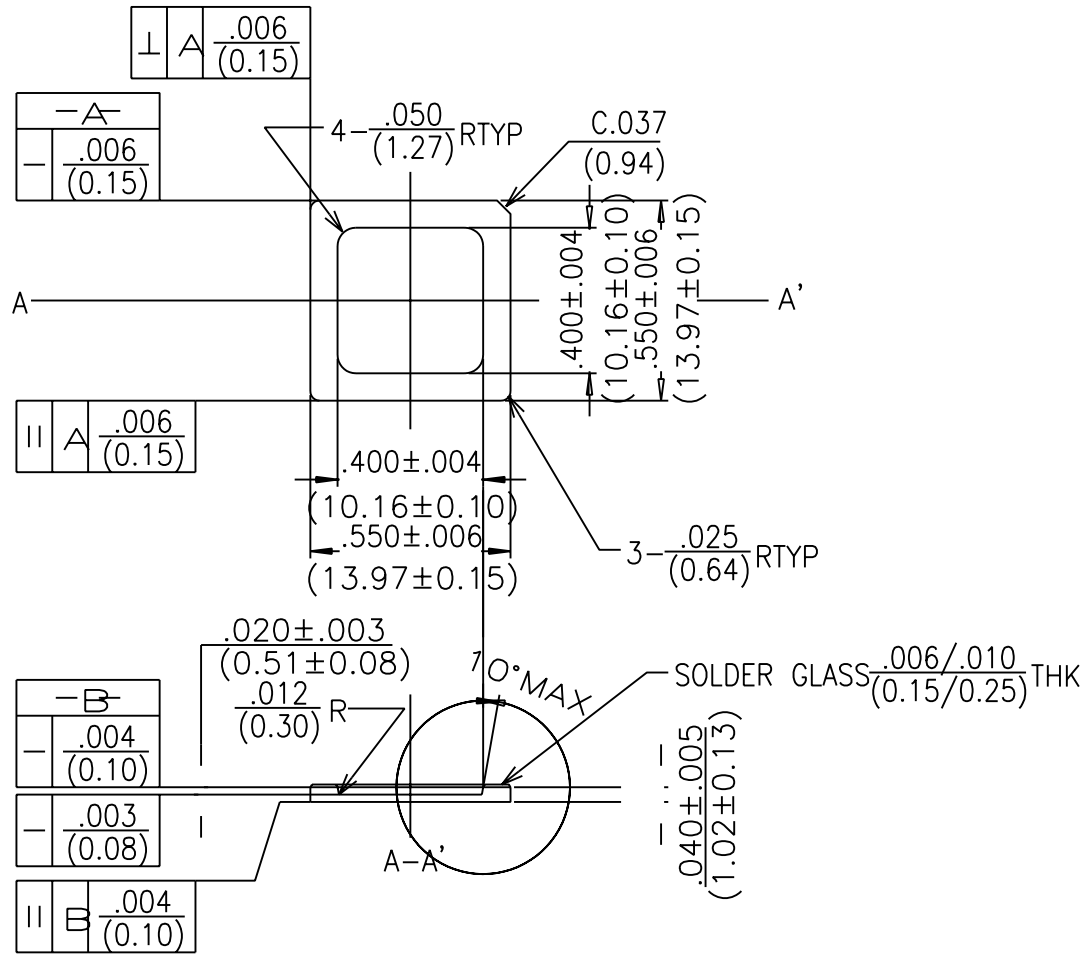 ⊥ A .006
(0.15)
-A-
— .006
(0.15)
4-.050 RTYP
(1.27)
C.037
(0.94)
.400±.004
(10.16±0.10)
.550±.006
(13.97±0.15)
A
A'
|| A .006
(0.15)
.400±.004
(10.16±0.10)
.550±.006
(13.97±0.15)
3-.025 RTYP
(0.64)
.020±.003
(0.51±0.08)
.012 R
(0.30)
10°MAX
SOLDER GLASS .006/.010 THK
(0.15/0.25)
-B-
— .004
(0.10)
— .003
(0.08)
A-A'
.040±.005
(1.02±0.13)
|| B .004
(0.10)